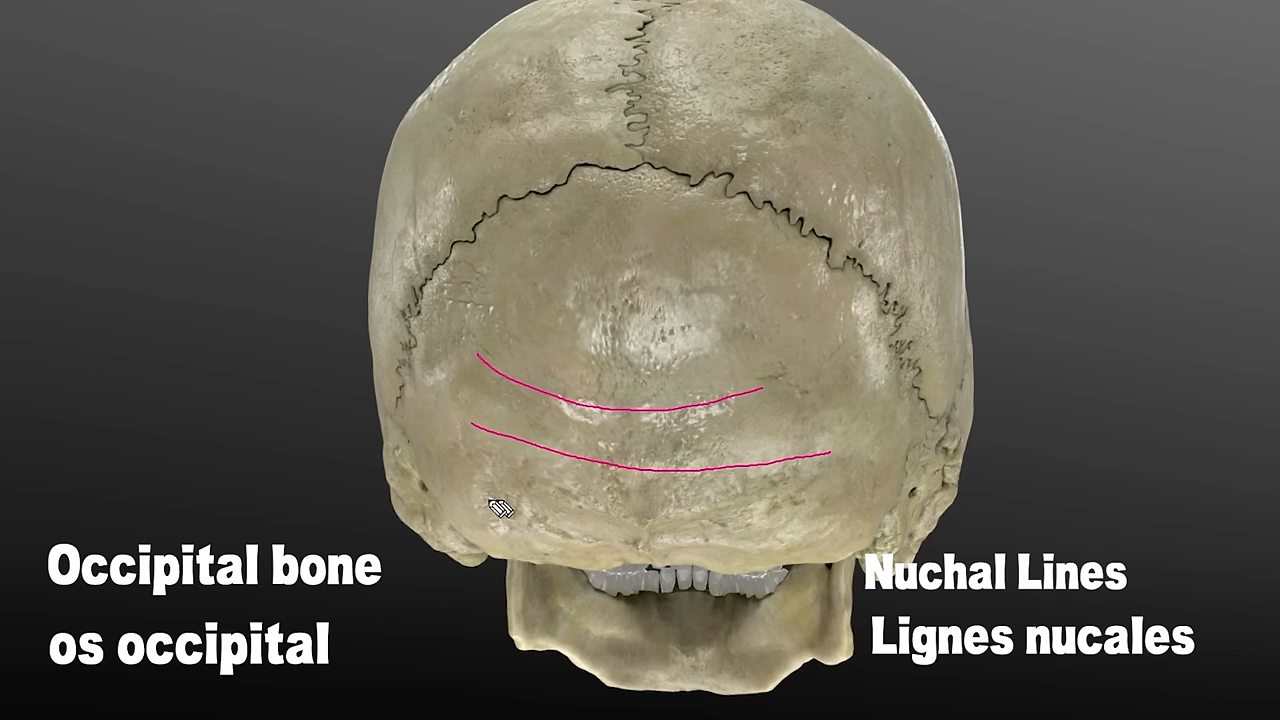 Occipital bone
os occipital
Nuchal Lines
Lignes nucales